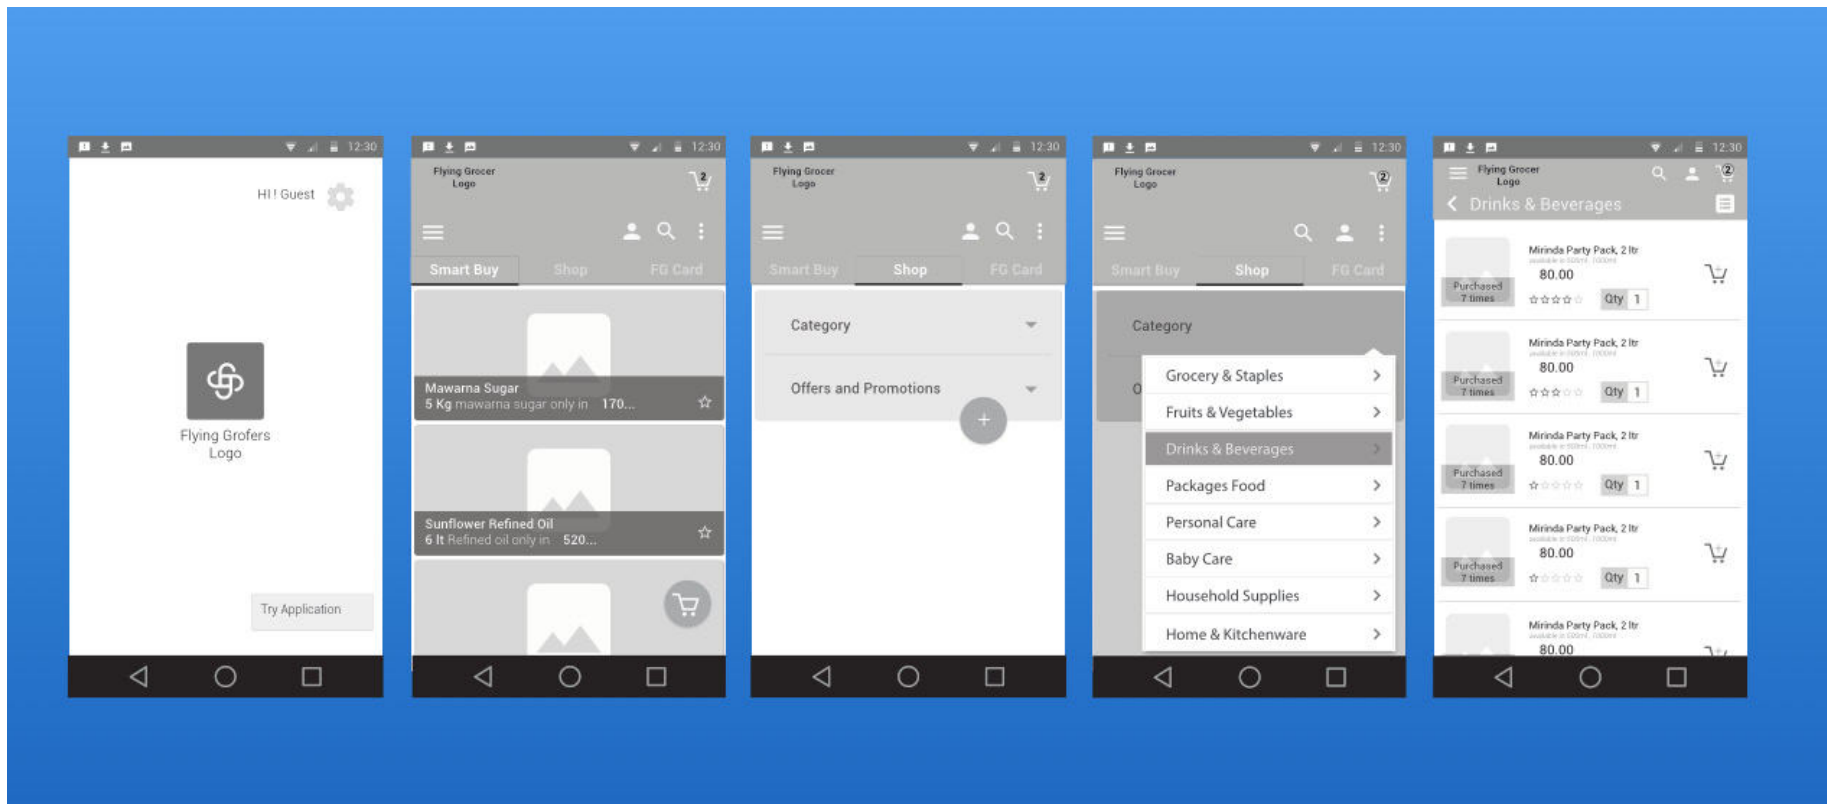 12:30
HI ! Guest
Flying Grofers
Logo
Try Application
12:30
Flying Grocer
Logo
2
Smart Buy
Shop
FG Card
Mawarna Sugar
5 Kg mawarna sugar only in 170...
Sunflower Refined Oil
6 lt Refined oil only in 520...
12:30
Flying Grocer
Logo
2
Smart Buy
Shop
FG Card
Category
Offers and Promotions
+
12:30
Flying Grocer
Logo
2
Smart Buy
Shop
FG Card
Category
O
Grocery & Staples
Fruits & Vegetables
Drinks & Beverages
Packages Food
Personal Care
Baby Care
Household Supplies
Home & Kitchenware
12:30
Flying Grocer
Logo
2
Drinks & Beverages
Mirinda Party Pack, 2 ltr
80.00
Purchased
7 times
Qty 1
Mirinda Party Pack, 2 ltr
80.00
Purchased
7 times
Qty 1
Mirinda Party Pack, 2 ltr
80.00
Purchased
7 times
Qty 1
Mirinda Party Pack, 2 ltr
80.00
Purchased
7 times
Qty 1
Mirinda Party Pack, 2 ltr
80.00